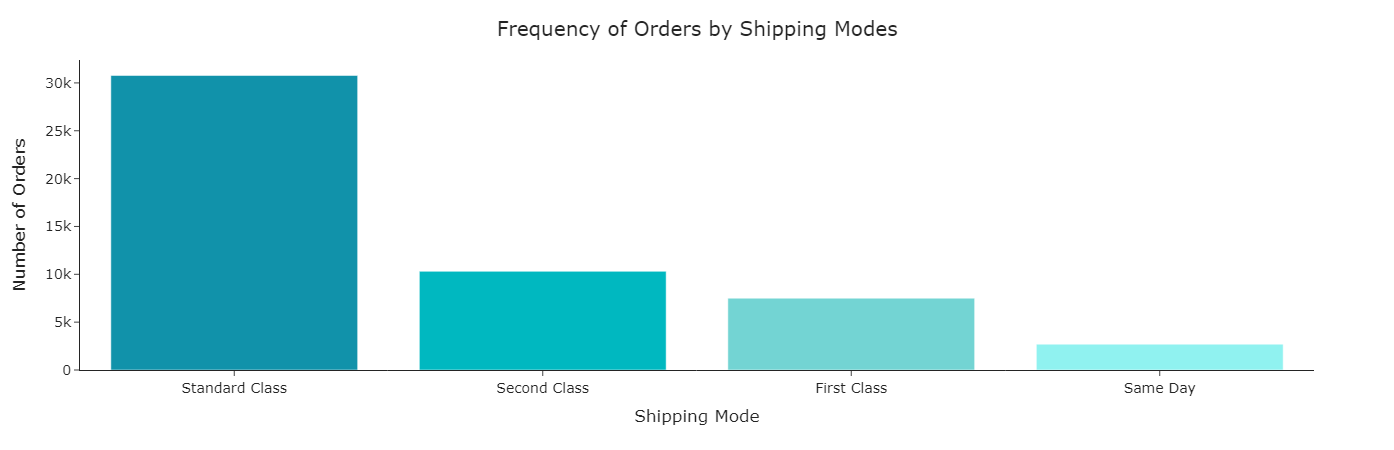 Frequency of Orders by Shipping Modes
Number of Orders
30k
25k
20k
15k
10k
5k
0
Standard Class
Second Class
First Class
Same Day
Shipping Mode